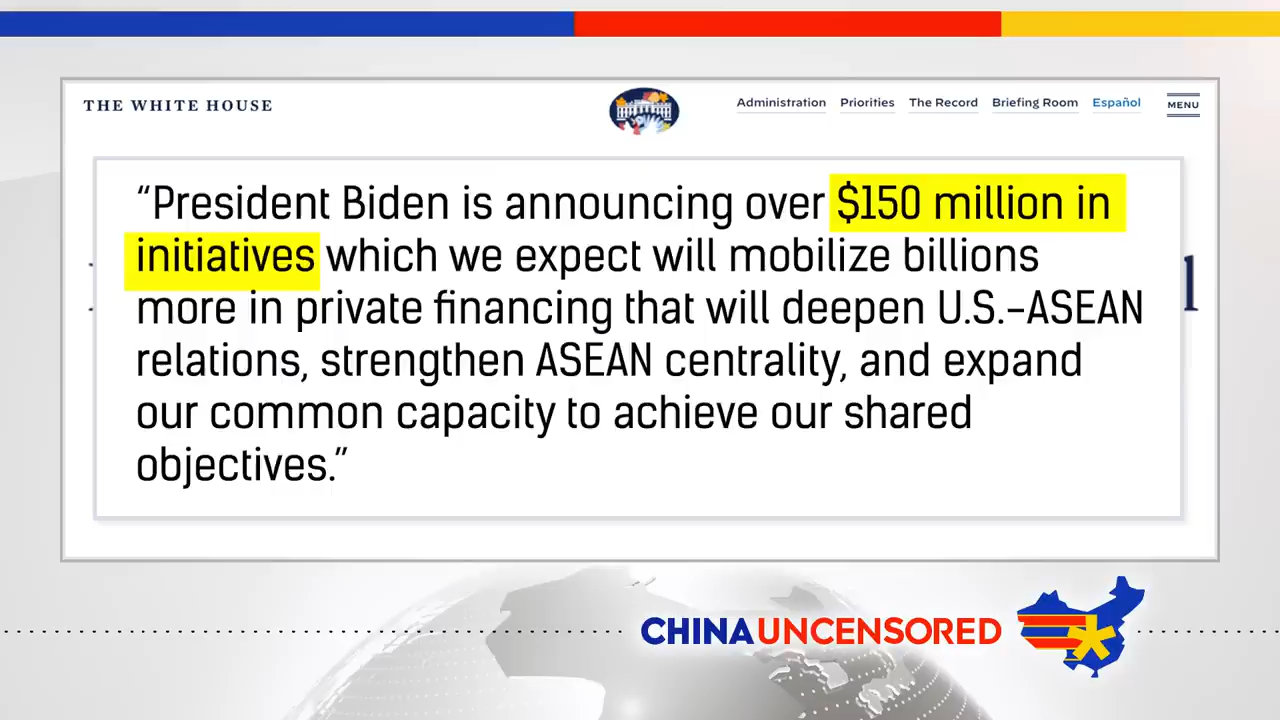 THE WHITE HOUSE
Administration Priorities The Record Briefing Room Español MENU
“President Biden is announcing over $150 million in
initiatives which we expect will mobilize billions
more in private financing that will deepen U.S.–ASEAN
relations, strengthen ASEAN centrality, and expand
our common capacity to achieve our shared
objectives.”
CHINA UNCENSORED